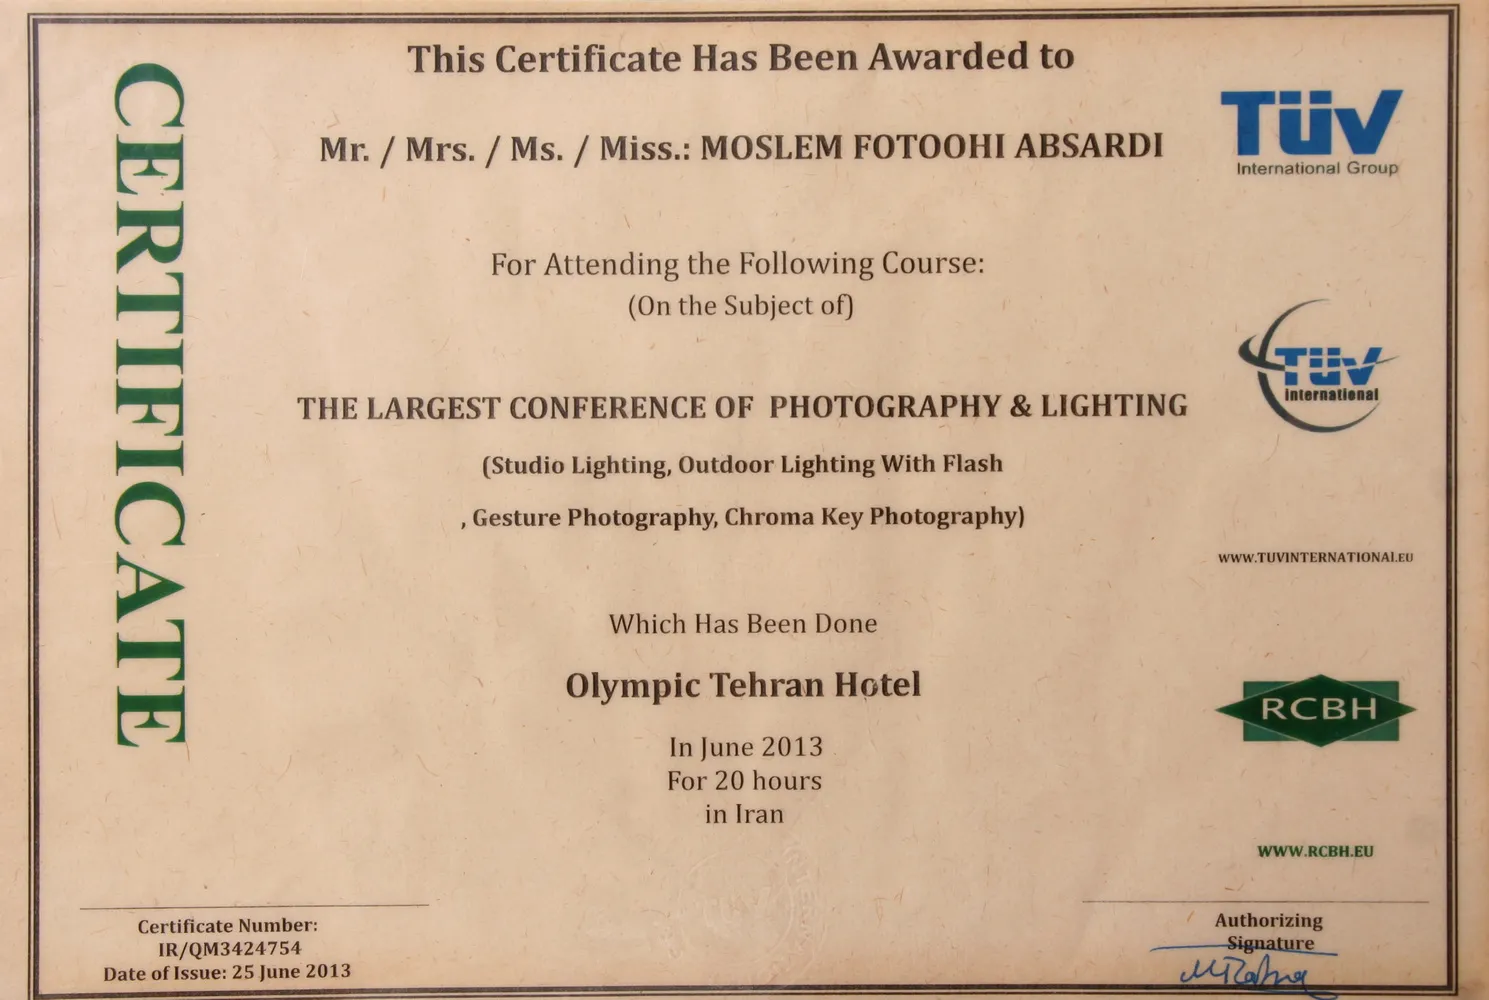 CERTIFICATE
This Certificate Has Been Awarded to
Mr. / Mrs. / Ms. / Miss.: MOSLEM FOTOOHI ABSARDI
TÜV
International Group
For Attending the Following Course:
(On the Subject of)
TÜV
international
THE LARGEST CONFERENCE OF PHOTOGRAPHY & LIGHTING
(Studio Lighting, Outdoor Lighting With Flash
, Gesture Photography, Chroma Key Photography)
WWW.TUVINTERNATIONAL.EU
Which Has Been Done
Olympic Tehran Hotel
RCBH
In June 2013
For 20 hours
in Iran
WWW.RCBH.EU
Certificate Number:
IR/QM3424754
Date of Issue: 25 June 2013
Authorizing
Signature